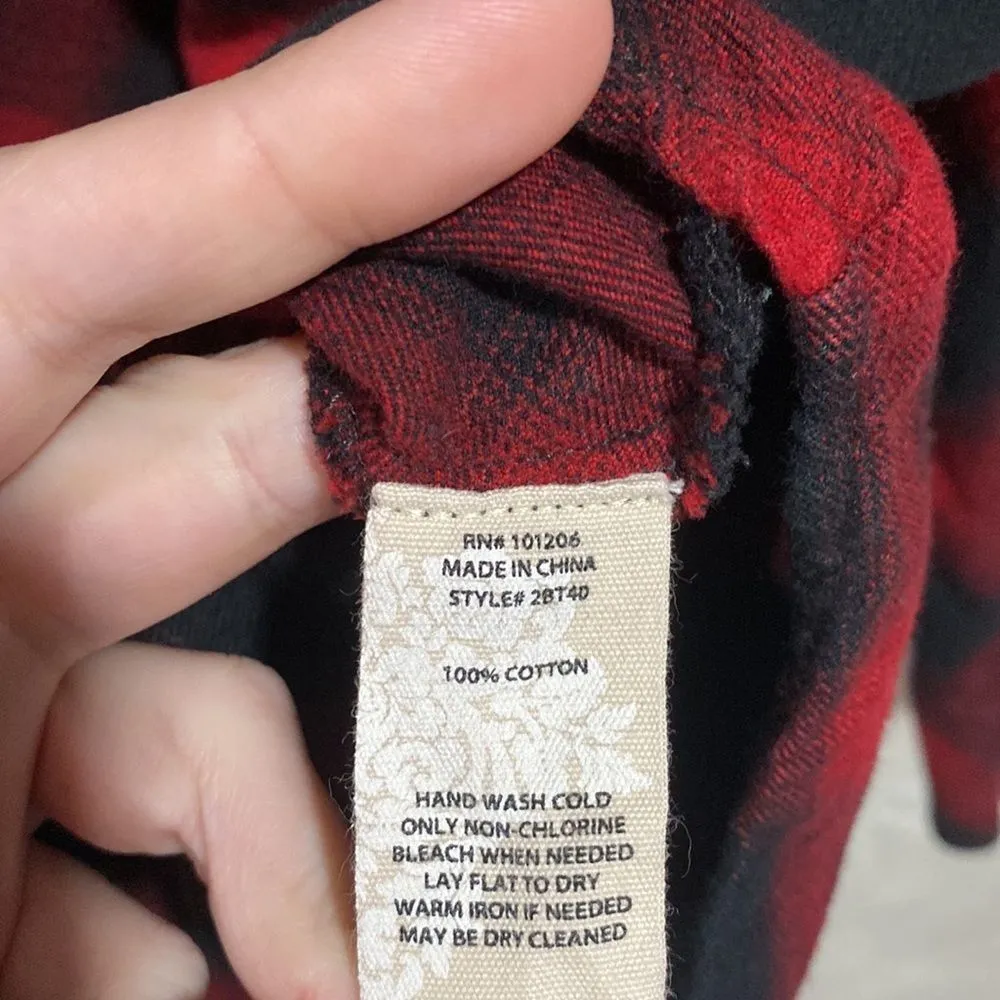 RN# 101206
MADE IN CHINA
STYLE# 2BT40
100% COTTON
HAND WASH COLD
ONLY NON-CHLORINE
BLEACH WHEN NEEDED
LAY FLAT TO DRY
WARM IRON IF NEEDED
MAY BE DRY CLEANED